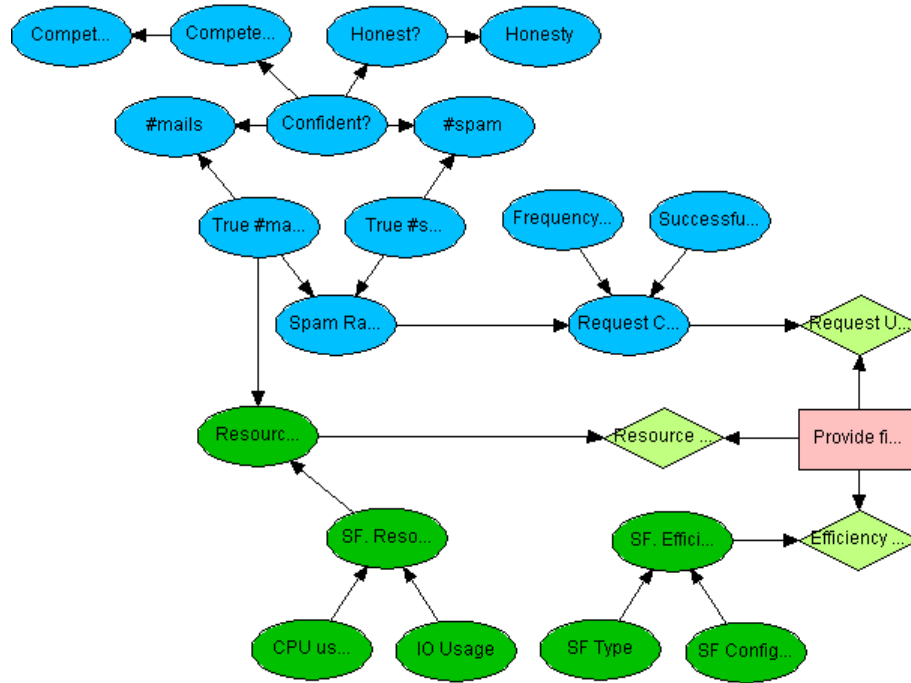 Compet...
Compete...
Honest?
Honesty
#mails
Confident?
#spam
True #ma...
True #s...
Frequency...
Successfu...
Spam Ra...
Request C...
Request U...
Resourc...
Resource ...
Provide fi...
SF. Reso...
SF. Effici...
Efficiency ...
CPU us...
IO Usage
SF Type
SF Config...